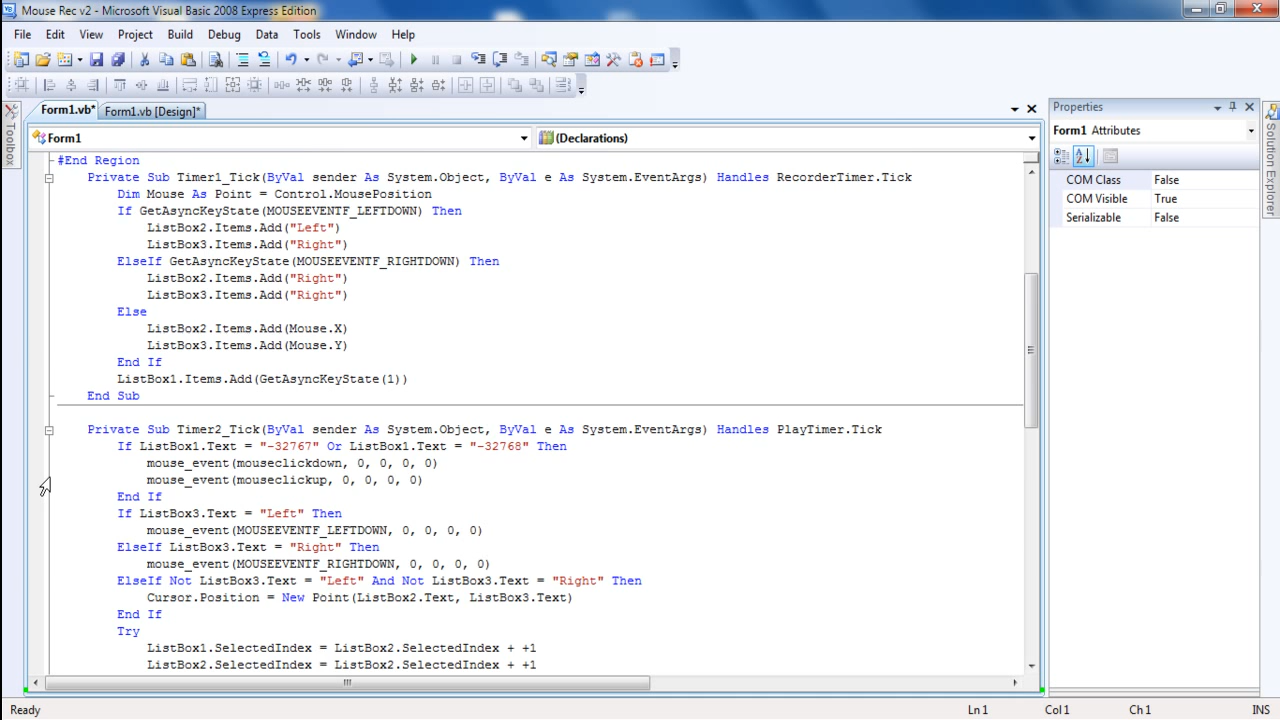 Mouse Rec v2 - Microsoft Visual Basic 2008 Express Edition
File Edit View Project Build Debug Data Tools Window Help
Form1.vb* Form1.vb [Design]*
Toolbox
Form1 (Declarations)
#End Region
Private Sub Timer1_Tick(ByVal sender As System.Object, ByVal e As System.EventArgs) Handles RecorderTimer.Tick
Dim Mouse As Point = Control.MousePosition
If GetAsyncKeyState(MOUSEEVENTF_LEFTDOWN) Then
ListBox2.Items.Add("Left")
ListBox3.Items.Add("Right")
ElseIf GetAsyncKeyState(MOUSEEVENTF_RIGHTDOWN) Then
ListBox2.Items.Add("Right")
ListBox3.Items.Add("Right")
Else
ListBox2.Items.Add(Mouse.X)
ListBox3.Items.Add(Mouse.Y)
End If
ListBox1.Items.Add(GetAsyncKeyState(1))
End Sub
Private Sub Timer2_Tick(ByVal sender As System.Object, ByVal e As System.EventArgs) Handles PlayTimer.Tick
If ListBox1.Text = "-32767" Or ListBox1.Text = "-32768" Then
mouse_event(mouseclickdown, 0, 0, 0, 0)
mouse_event(mouseclickup, 0, 0, 0, 0)
End If
If ListBox3.Text = "Left" Then
mouse_event(MOUSEEVENTF_LEFTDOWN, 0, 0, 0, 0)
ElseIf ListBox3.Text = "Right" Then
mouse_event(MOUSEEVENTF_RIGHTDOWN, 0, 0, 0, 0)
ElseIf Not ListBox3.Text = "Left" And Not ListBox3.Text = "Right" Then
Cursor.Position = New Point(ListBox2.Text, ListBox3.Text)
End If
Try
ListBox1.SelectedIndex = ListBox2.SelectedIndex + +1
ListBox2.SelectedIndex = ListBox2.SelectedIndex + +1
Properties
Form1 Attributes
COM Class False
COM Visible True
Serializable False
Solution Explorer
Ready Ln 1 Col 1 Ch 1 INS